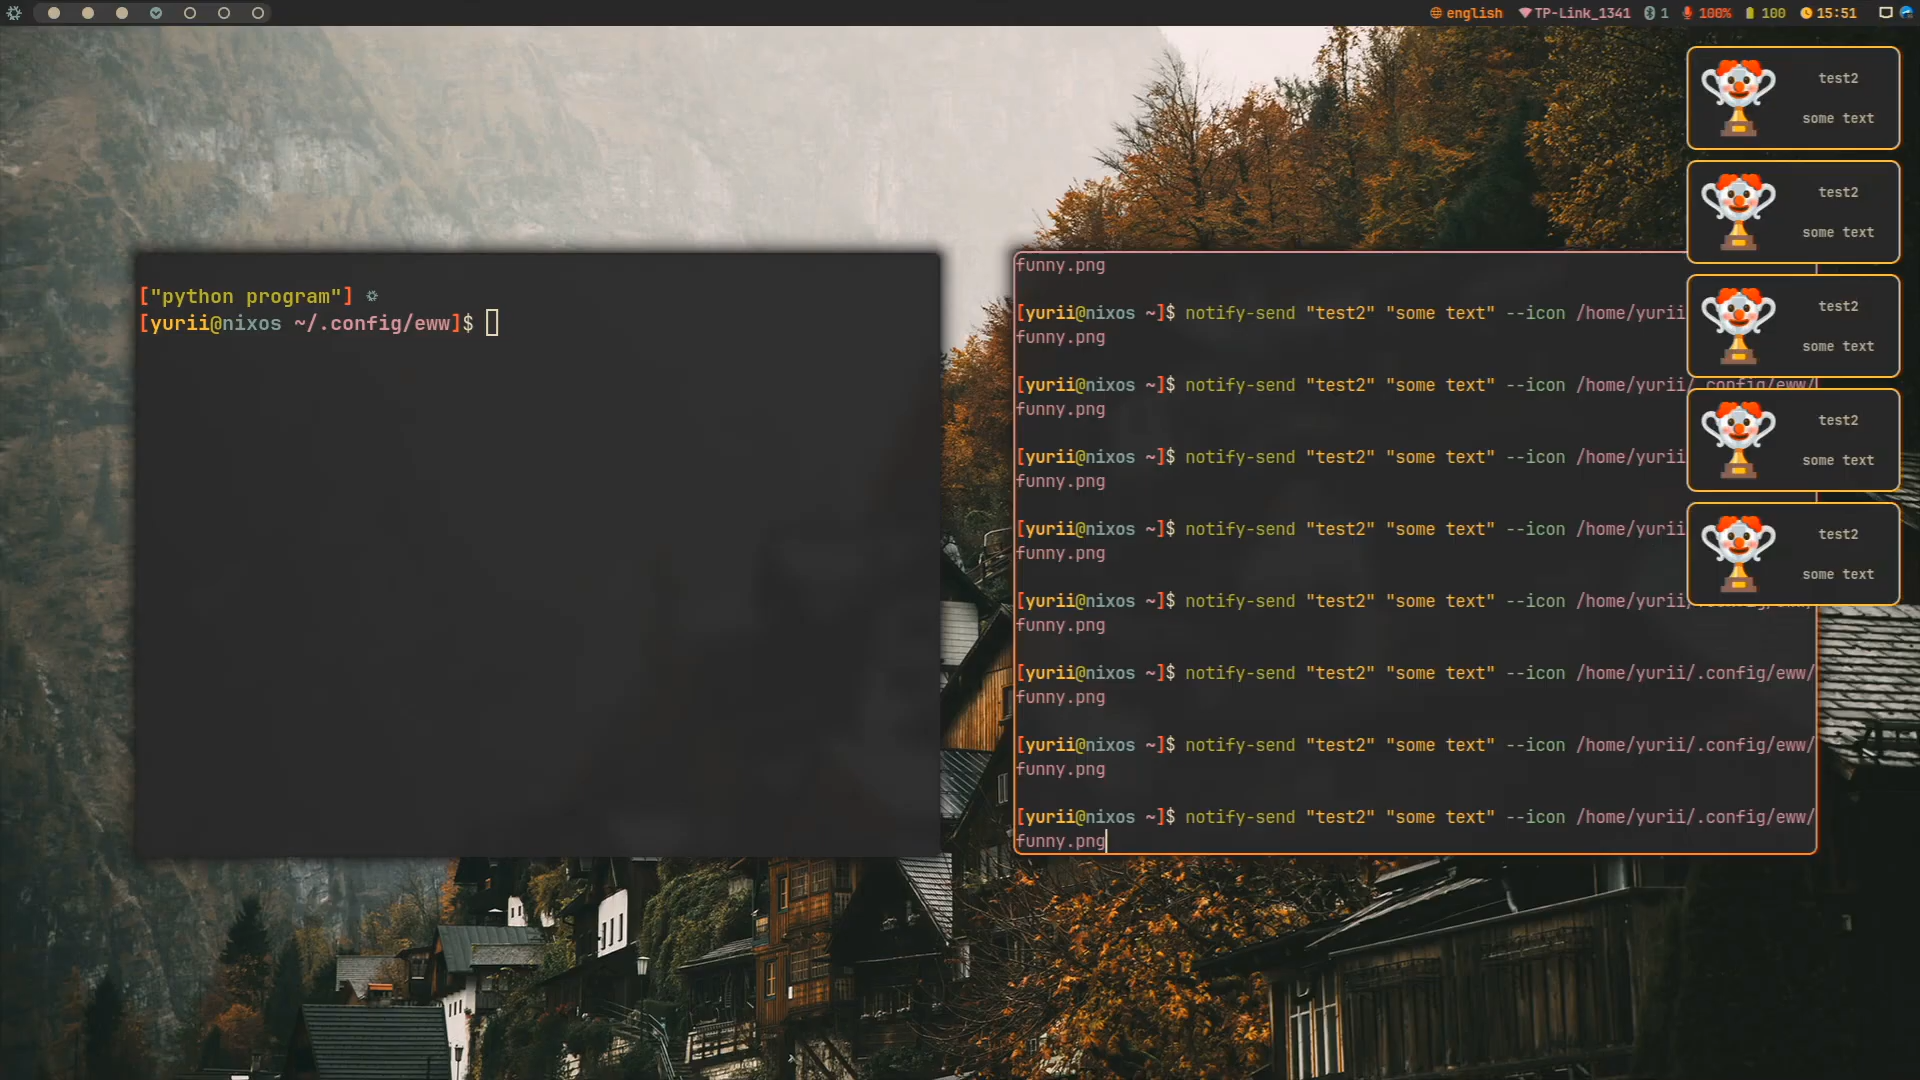 english TP-Link_1341 1 100% 100 15:51
["python program"]
[yurii@nixos ~/.config/eww]$
funny.png
[yurii@nixos ~]$ notify-send "test2" "some text" --icon /home/yurii
funny.png
[yurii@nixos ~]$ notify-send "test2" "some text" --icon /home/yurii/.config/eww/
funny.png
[yurii@nixos ~]$ notify-send "test2" "some text" --icon /home/yurii
funny.png
[yurii@nixos ~]$ notify-send "test2" "some text" --icon /home/yurii
funny.png
[yurii@nixos ~]$ notify-send "test2" "some text" --icon /home/yurii/.config/eww/
funny.png
[yurii@nixos ~]$ notify-send "test2" "some text" --icon /home/yurii/.config/eww/
funny.png
[yurii@nixos ~]$ notify-send "test2" "some text" --icon /home/yurii/.config/eww/
funny.png
[yurii@nixos ~]$ notify-send "test2" "some text" --icon /home/yurii/.config/eww/
funny.png
test2
some text
test2
some text
test2
some text
test2
some text
test2
some text